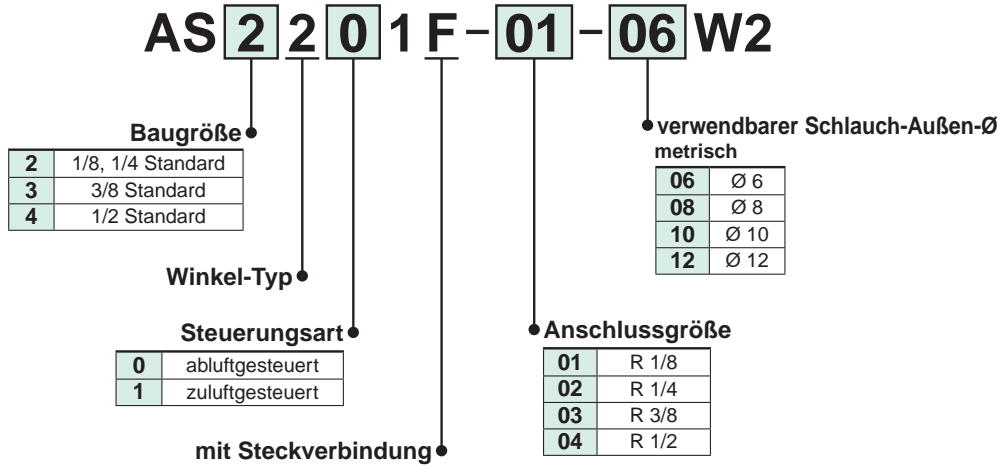 AS 2 2 0 1 F - 01 - 06 W2
Baugröße
2 1/8, 1/4 Standard
3 3/8 Standard
4 1/2 Standard
Winkel-Typ
Steuerungsart
0 abluftgesteuert
1 zuluftgesteuert
mit Steckverbindung
verwendbarer Schlauch-Außen-Ø
metrisch
06 Ø 6
08 Ø 8
10 Ø 10
12 Ø 12
Anschlussgröße
01 R 1/8
02 R 1/4
03 R 3/8
04 R 1/2